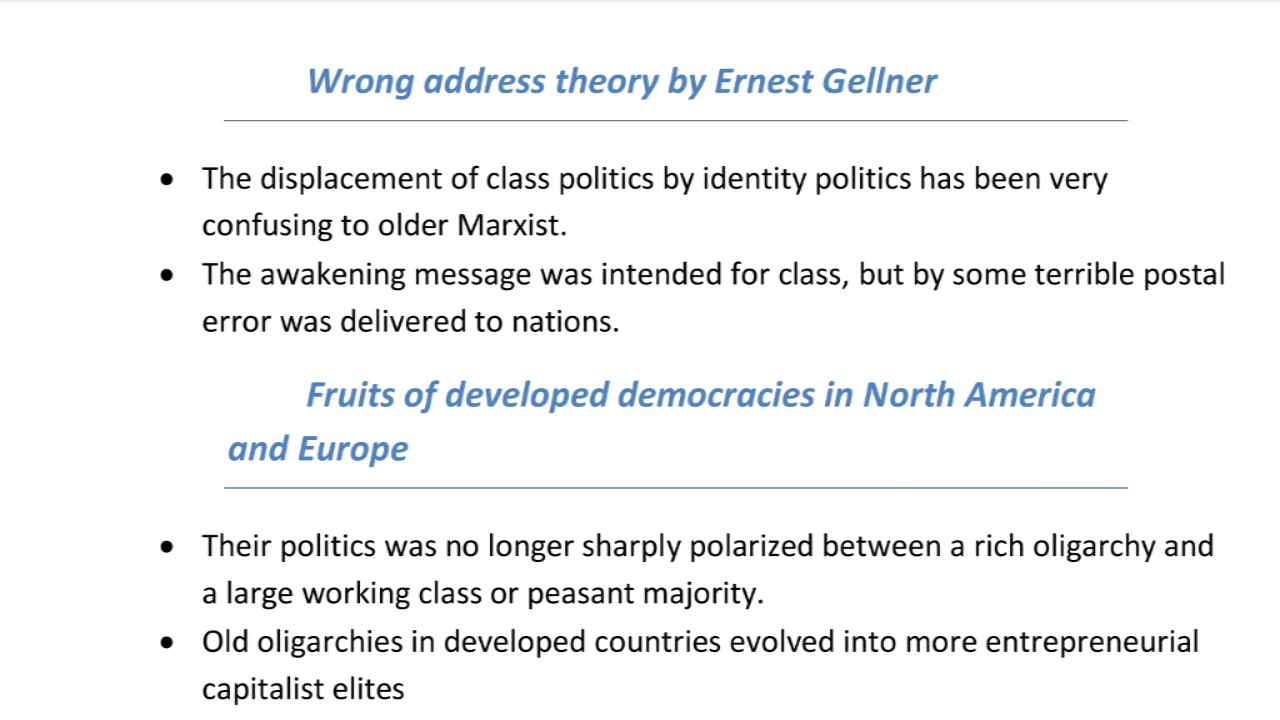 Wrong address theory by Ernest Gellner
• The displacement of class politics by identity politics has been very
confusing to older Marxist.
• The awakening message was intended for class, but by some terrible postal
error was delivered to nations.
Fruits of developed democracies in North America
and Europe
• Their politics was no longer sharply polarized between a rich oligarchy and
a large working class or peasant majority.
• Old oligarchies in developed countries evolved into more entrepreneurial
capitalist elites